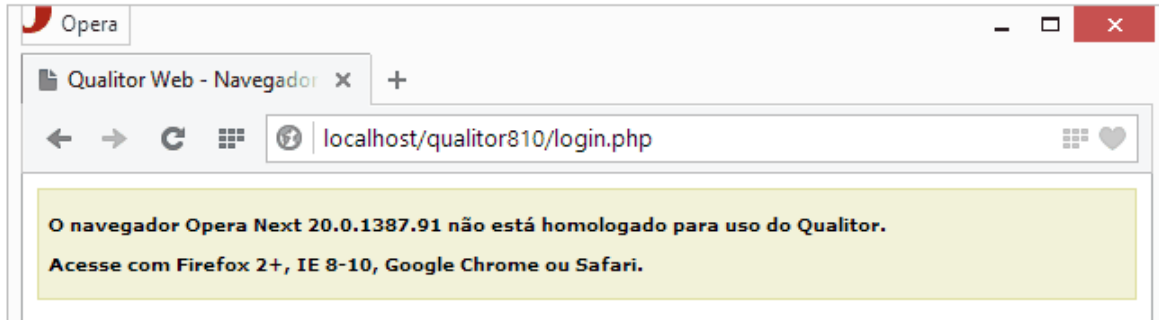 Opera
Qualitor Web - Navegador
localhost/qualitor810/login.php
O navegador Opera Next 20.0.1387.91 não está homologado para uso do Qualitor.
Acesse com Firefox 2+, IE 8-10, Google Chrome ou Safari.